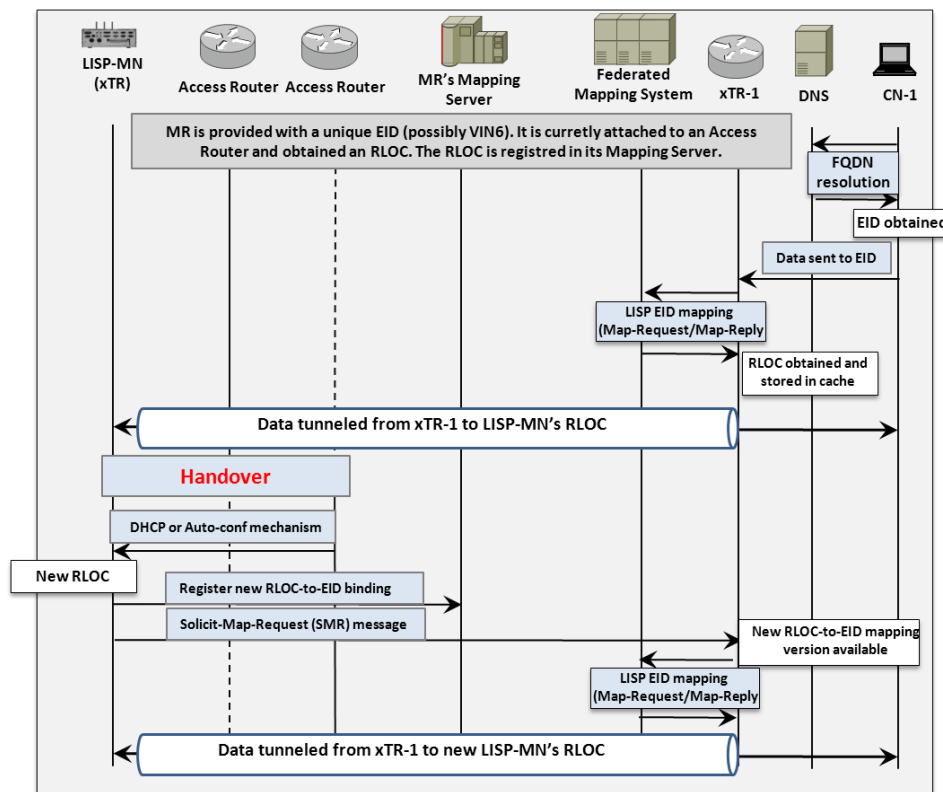 LISP-MN
(xTR)
Access Router
Access Router
MR's Mapping
Server
Federated
Mapping System
xTR-1
DNS
CN-1
MR is provided with a unique EID (possibly VIN6). It is curretly attached to an Access
Router and obtained an RLOC. The RLOC is registred in its Mapping Server.
FQDN
resolution
EID obtained
Data sent to EID
LISP EID mapping
(Map-Request/Map-Reply
RLOC obtained and
stored in cache
Data tunneled from xTR-1 to LISP-MN's RLOC
Handover
DHCP or Auto-conf mechanism
New RLOC
Register new RLOC-to-EID binding
Solicit-Map-Request (SMR) message
New RLOC-to-EID mapping
version available
LISP EID mapping
(Map-Request/Map-Reply
Data tunneled from xTR-1 to new LISP-MN's RLOC